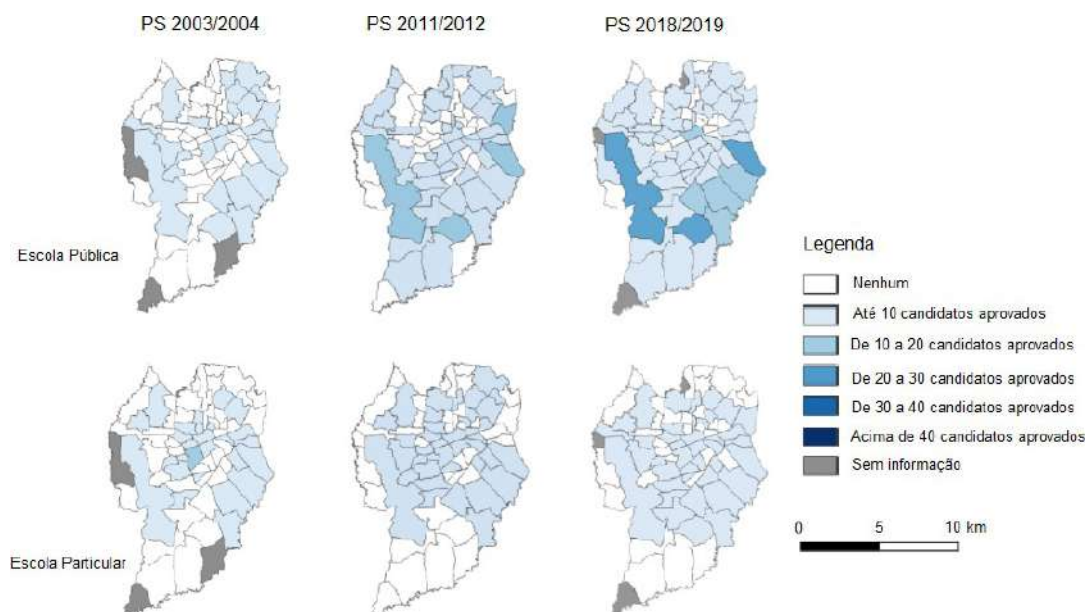 PS 2003/2004
PS 2011/2012
PS 2018/2019
Escola Pública
Escola Particular
Legenda
Nenhum
Até 10 candidatos aprovados
De 10 a 20 candidatos aprovados
De 20 a 30 candidatos aprovados
De 30 a 40 candidatos aprovados
Acima de 40 candidatos aprovados
Sem informação
0 5 10 km